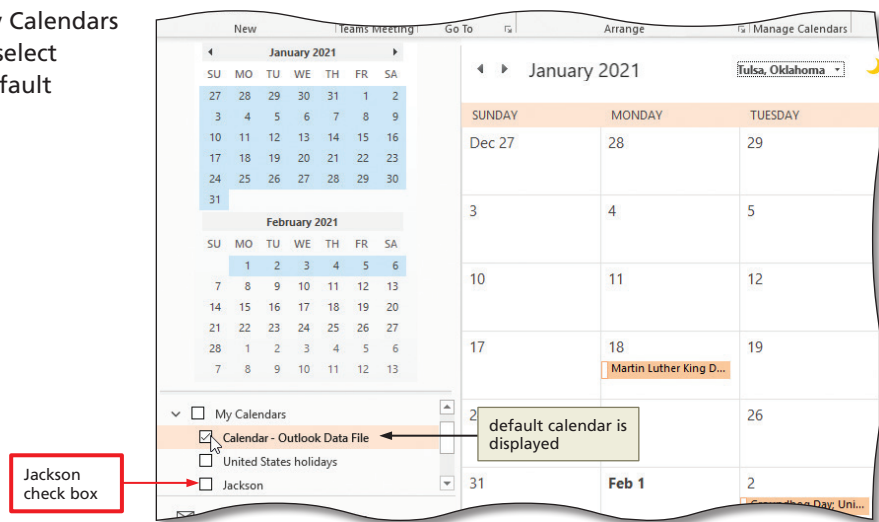 Calendars
select
fault
New Teams Meeting Go To Arrange Manage Calendars
January 2021
SU MO TU WE TH FR SA
27 28 29 30 31 1 2
3 4 5 6 7 8 9
10 11 12 13 14 15 16
17 18 19 20 21 22 23
24 25 26 27 28 29 30
31
February 2021
SU MO TU WE TH FR SA
1 2 3 4 5 6
7 8 9 10 11 12 13
14 15 16 17 18 19 20
21 22 23 24 25 26 27
28 1 2 3 4 5 6
7 8 9 10 11 12 13
My Calendars
Calendar - Outlook Data File
United States holidays
Jackson
Jackson
check box
January 2021 Tulsa, Oklahoma
SUNDAY MONDAY TUESDAY
Dec 27 28 29
3 4 5
10 11 12
17 18 19
Martin Luther King D...
26
default calendar is
displayed
31 Feb 1 2
Groundhog Day; Uni...